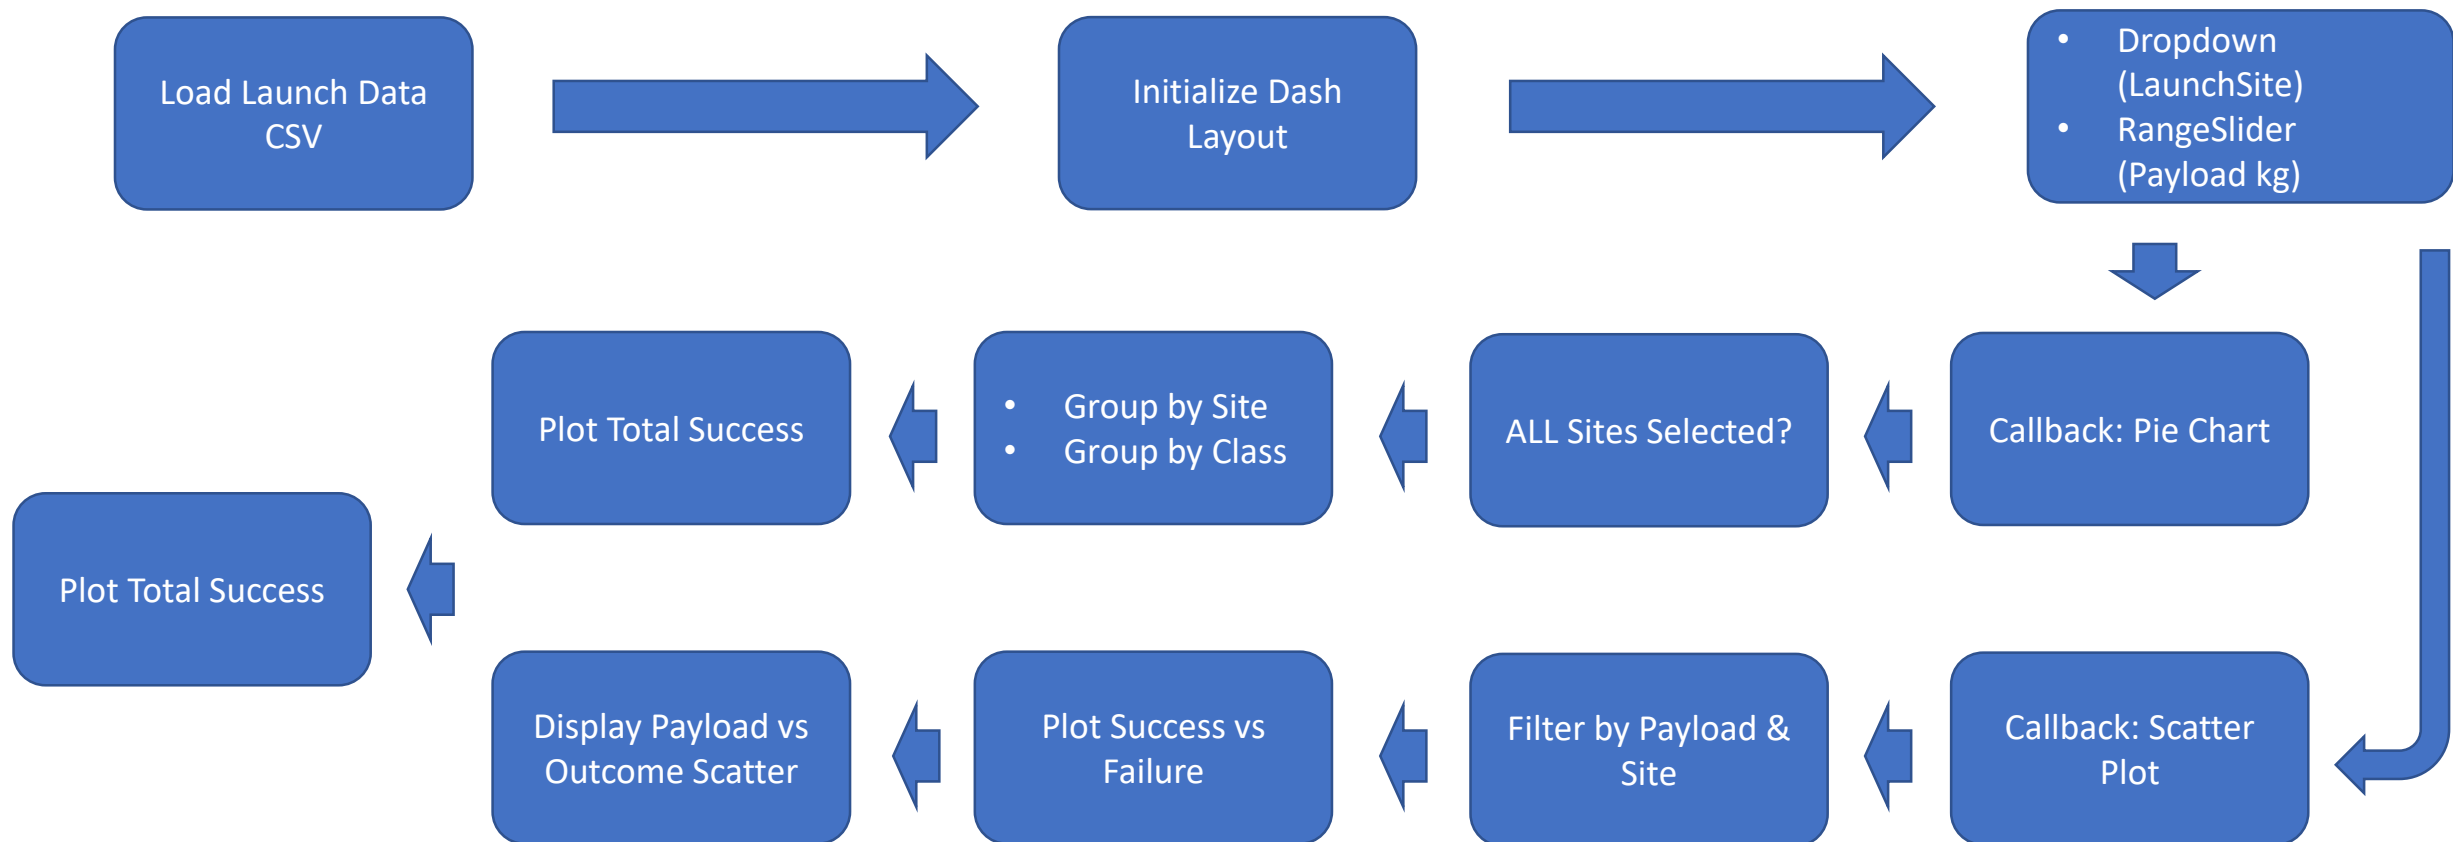 Load Launch Data
CSV
Initialize Dash
Layout
• Dropdown
(LaunchSite)
• RangeSlider
(Payload kg)
Callback: Pie Chart
ALL Sites Selected?
• Group by Site
• Group by Class
Plot Total Success
Plot Total Success
Callback: Scatter
Plot
Filter by Payload &
Site
Plot Success vs
Failure
Display Payload vs
Outcome Scatter